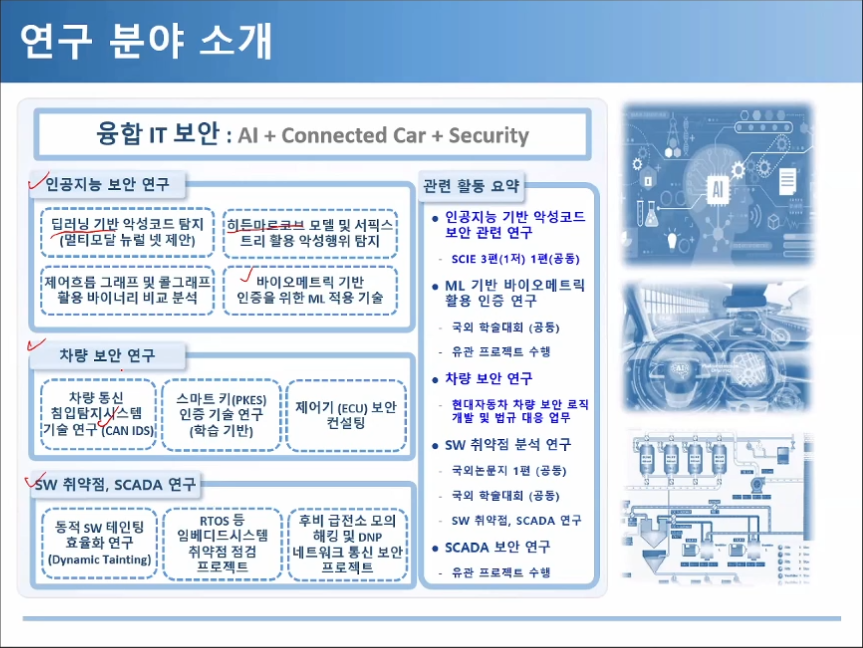 연구 분야 소개
융합 IT 보안 : AI + Connected Car + Security
인공지능 보안 연구
딥러닝 기반 악성코드 탐지
(멀티모달 뉴럴 넷 제안)
히든마로코브 모델 및 서픽스
트리 활용 악성행위 탐지
제어흐름 그래프 및 콜그래프
활용 바이너리 비교 분석
바이오메트릭 기반
인증을 위한 ML 적용 기술
차량 보안 연구
차량 통신
침입탐지시스템
기술 연구 (CAN IDS)
스마트 키(PKES)
인증 기술 연구
(학습 기반)
제어기 (ECU) 보안
컨설팅
SW 취약점, SCADA 연구
동적 SW 테인팅
효율화 연구
(Dynamic Tainting)
RTOS 등
임베디드시스템
취약점 점검
프로젝트
후비 급전소 모의
해킹 및 DNP
네트워크 통신 보안
프로젝트
관련 활동 요약
• 인공지능 기반 악성코드
보안 관련 연구
- SCIE 3편(1저) 1편(공동)
• ML 기반 바이오메트릭
활용 인증 연구
- 국외 학술대회 (공동)
- 유관 프로젝트 수행
• 차량 보안 연구
- 현대자동차 차량 보안 로직
개발 및 법규 대응 업무
• SW 취약점 분석 연구
- 국외논문지 1편 (공동)
- 국외 학술대회 (공동)
- SW 취약점, SCADA 연구
• SCADA 보안 연구
- 유관 프로젝트 수행
AI
AI